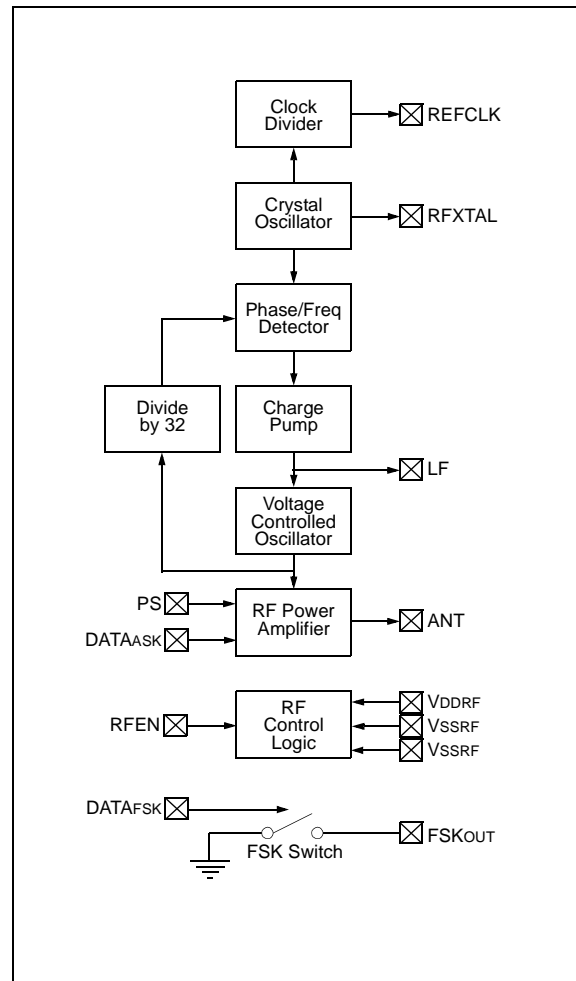 Clock
Divider
REFCLK
Crystal
Oscillator
RFXTAL
Phase/Freq
Detector
Divide
by 32
Charge
Pump
LF
Voltage
Controlled
Oscillator
PS
DATAASK
RF Power
Amplifier
ANT
RFEN
RF
Control
Logic
VDDRF
VSSRF
VSSRF
DATAFSK
FSKOUT
FSK Switch